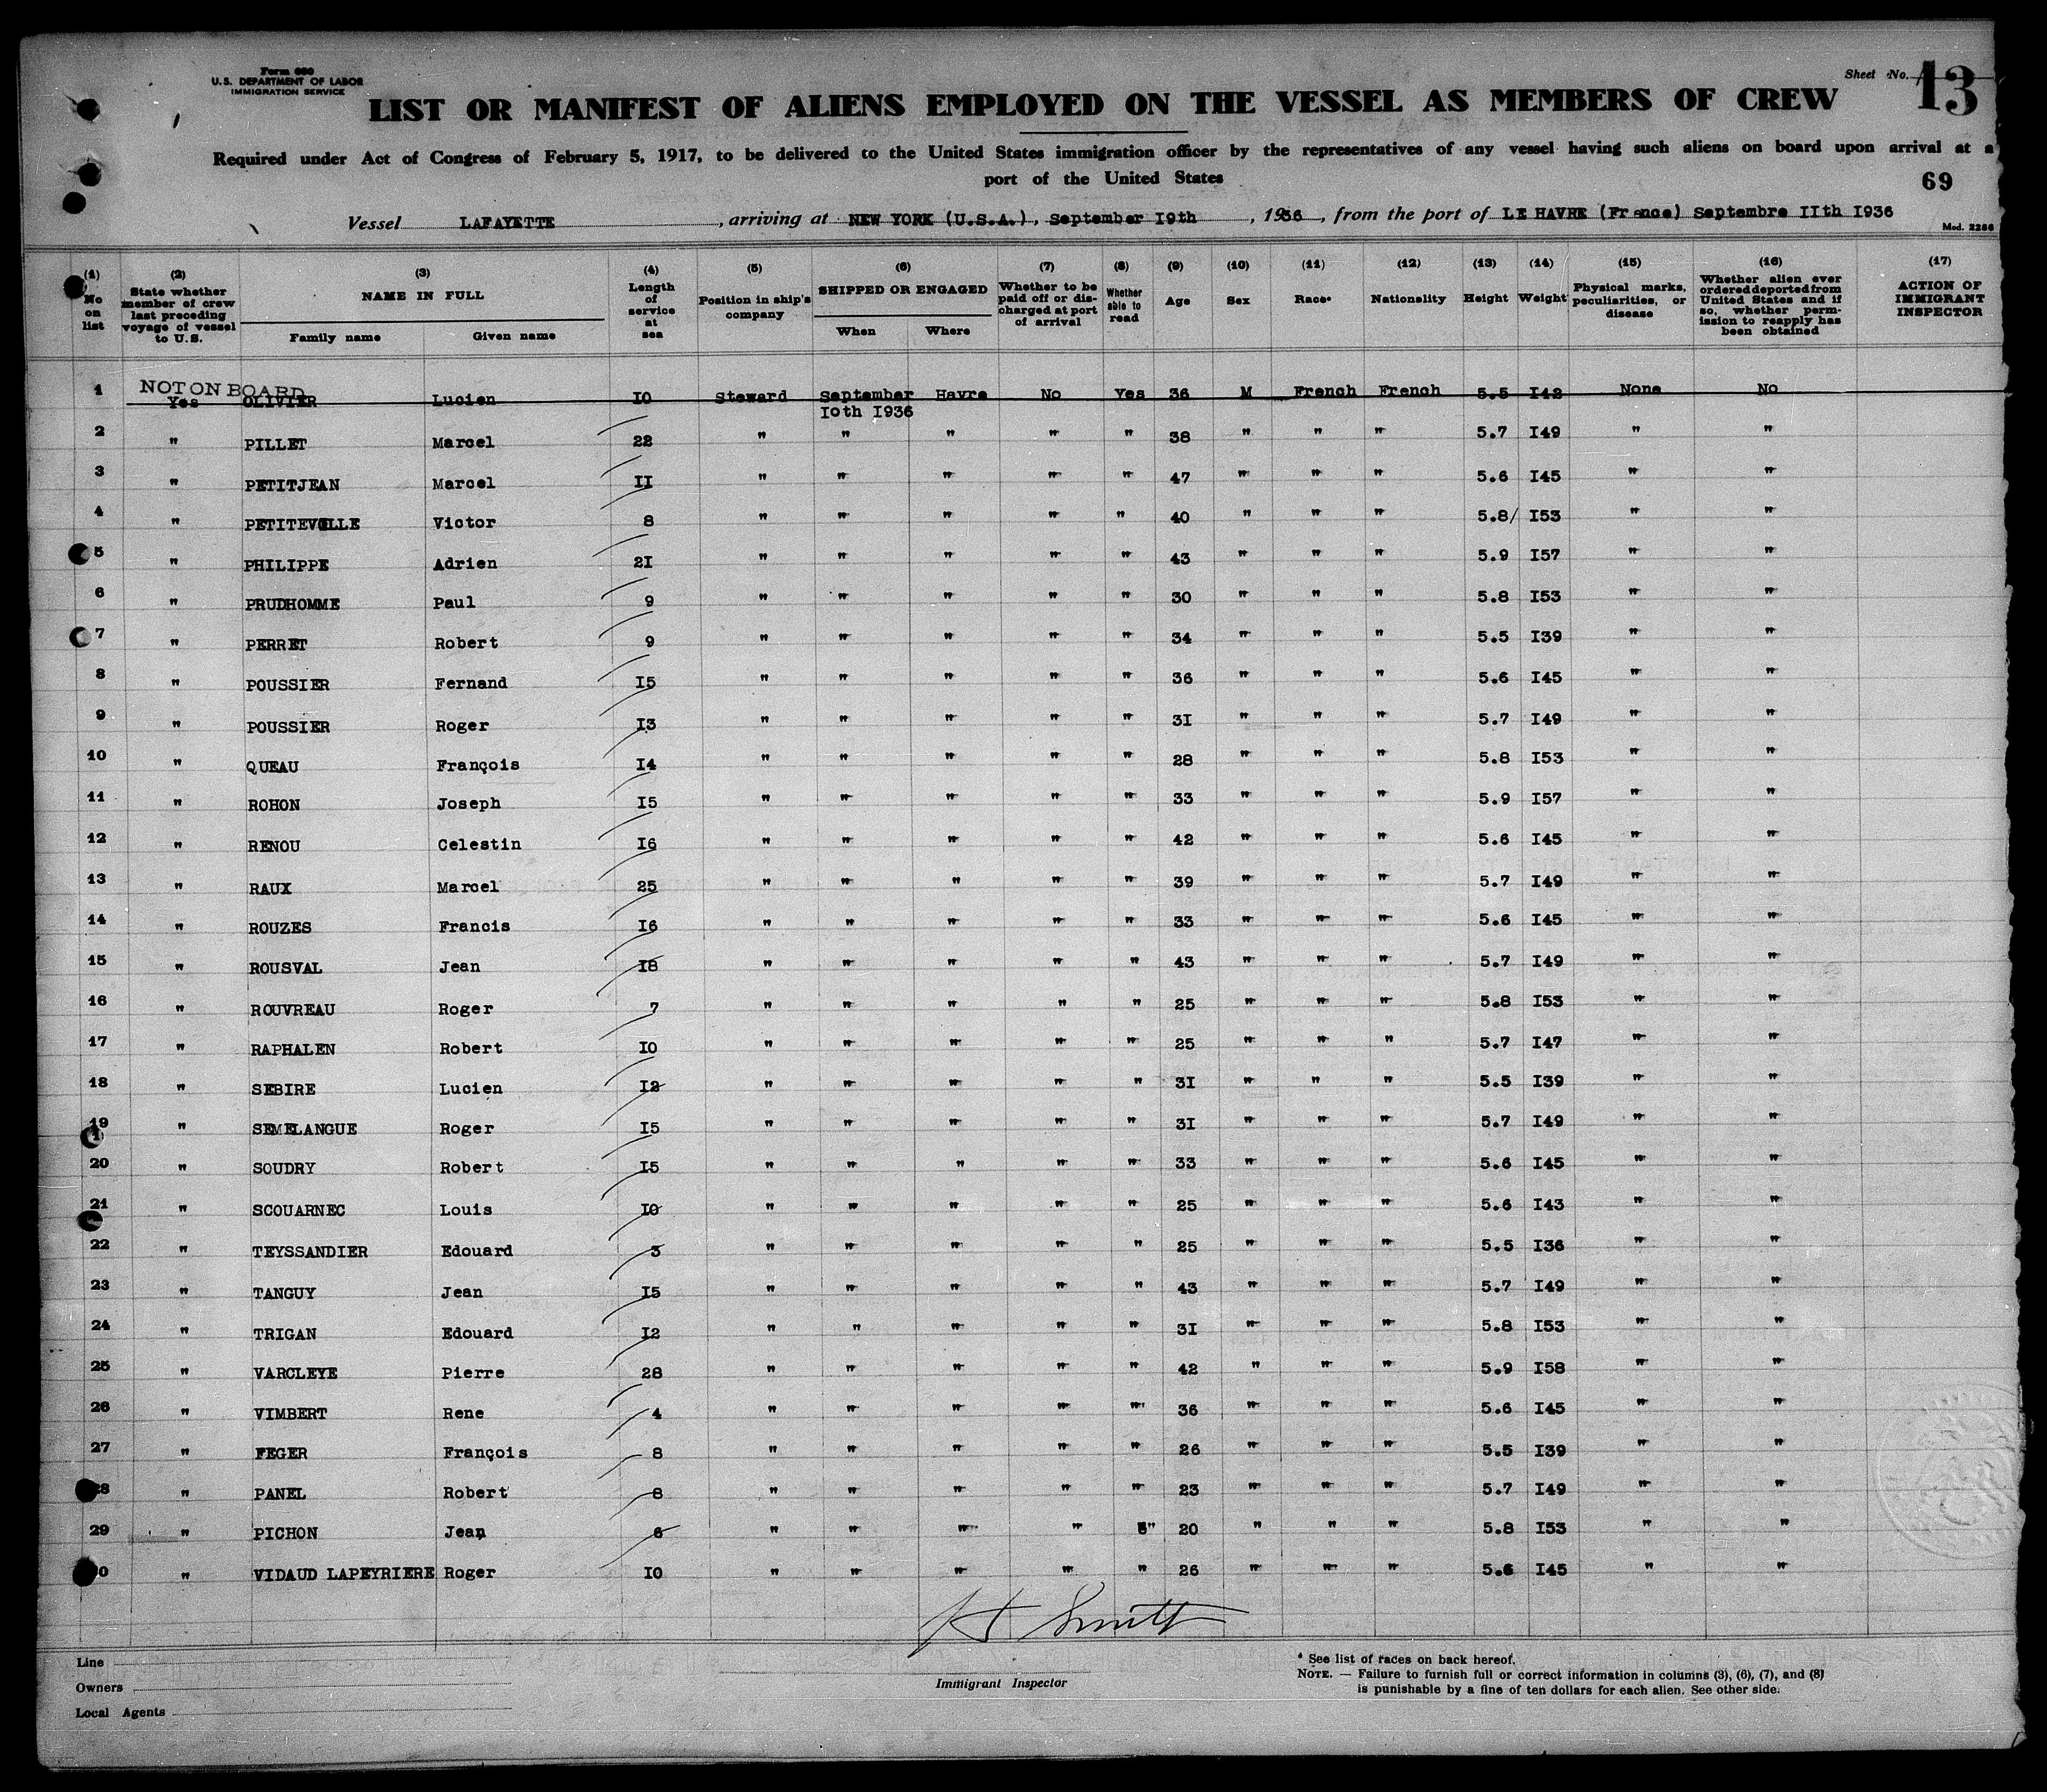 Form 680
U.S. DEPARTMENT OF LABOR
IMMIGRATION SERVICE
Sheet No. 13
LIST OR MANIFEST OF ALIENS EMPLOYED ON THE VESSEL AS MEMBERS OF CREW
Required under Act of Congress of February 5, 1917, to be delivered to the United States immigration officer by the representatives of any vessel having such aliens on board upon arrival at a
port of the United States
69
Vessel LAFAYETTE, arriving at NEW YORK (U.S.A.), September I9th, 1936, from the port of LE HAVRE (France) Septembre IIth I936
Mod. 2286
(1) No on list
(2) State whether member of crew last preceding voyage of vessel to U.S.
(3) NAME IN FULL
Family name Given name
(4) Length of service at sea
(5) Position in ship's company
(6) SHIPPED OR ENGAGED
When Where
(7) Whether to be paid off or discharged at port of arrival
(8) Whether able to read
(9) Age
(10) Sex
(11) Race*
(12) Nationality
(13) Height
(14) Weight
(15) Physical marks, peculiarities, or disease
(16) Whether alien ever ordered deported from United States and if so, whether permission to reapply has been obtained
(17) ACTION OF IMMIGRANT INSPECTOR
NOT ON BOARD
1 Yes OLIVIER Lucien I0 Steward September I0th I936 Havre No Yes 36 M French French 5.5 I42 None No
2 " PILLET Marcel 22 " " " " " 38 " " " 5.7 I49 " "
3 " PETITJEAN Marcel II " " " " " 47 " " " 5.6 I45 " "
4 " PETITEVILLE Victor 8 " " " " " 40 " " " 5.8/ I53 " "
5 " PHILIPPE Adrien 2I " " " " " 43 " " " 5.9 I57 " "
6 " PRUDHOMME Paul 9 " " " " " 30 " " " 5.8 I53 " "
7 " PERRET Robert 9 " " " " " 34 " " " 5.5 I39 " "
8 " POUSSIER Fernand I5 " " " " " 36 " " " 5.6 I45 " "
9 " POUSSIER Roger I3 " " " " " 3I " " " 5.7 I49 " "
10 " QUEAU François I4 " " " " " 28 " " " 5.8 I53 " "
11 " ROHON Joseph I5 " " " " " 33 " " " 5.9 I57 " "
12 " RENOU Celestin I6 " " " " " 42 " " " 5.6 I45 " "
13 " RAUX Marcel 25 " " " " " 39 " " " 5.7 I49 " "
14 " ROUZES Francis I6 " " " " " 33 " " " 5.6 I45 " "
15 " ROUSVAL Jean I8 " " " " " 43 " " " 5.7 I49 " "
16 " ROUVREAU Roger 7 " " " " " 25 " " " 5.8 I53 " "
17 " RAPHALEN Robert I0 " " " " " 25 " " " 5.7 I47 " "
18 " SEBIRE Lucien I2 " " " " " 3I " " " 5.5 I39 " "
19 " SEMELANGUE Roger I5 " " " " " 3I " " " 5.7 I49 " "
20 " SOUDRY Robert I5 " " " " " 33 " " " 5.6 I45 " "
21 " SCOUARNEC Louis I0 " " " " " 25 " " " 5.6 I43 " "
22 " TEYSSANDIER Edouard 3 " " " " " 25 " " " 5.5 I36 " "
23 " TANGUY Jean I5 " " " " " 43 " " " 5.7 I49 " "
24 " TRIGAN Edouard I2 " " " " " 3I " " " 5.8 I53 " "
25 " VARCLEYE Pierre 28 " " " " " 42 " " " 5.9 I58 " "
26 " VIMBERT Rene 4 " " " " " 36 " " " 5.6 I45 " "
27 " FEGER François 8 " " " " " 26 " " " 5.5 I39 " "
28 " PANEL Robert 8 " " " " " 23 " " " 5.7 I49 " "
29 " PICHON Jean 6 " " " " " 20 " " " 5.8 I53 " "
30 " VIDAUD LAPEYRIERE Roger I0 " " " " " 26 " " " 5.6 I45 " "
H Smith
Immigrant Inspector
Line
Owners
Local Agents
* See list of races on back hereof.
NOTE. — Failure to furnish full or correct information in columns (3), (6), (7), and (8)
is punishable by a fine of ten dollars for each alien. See other side.